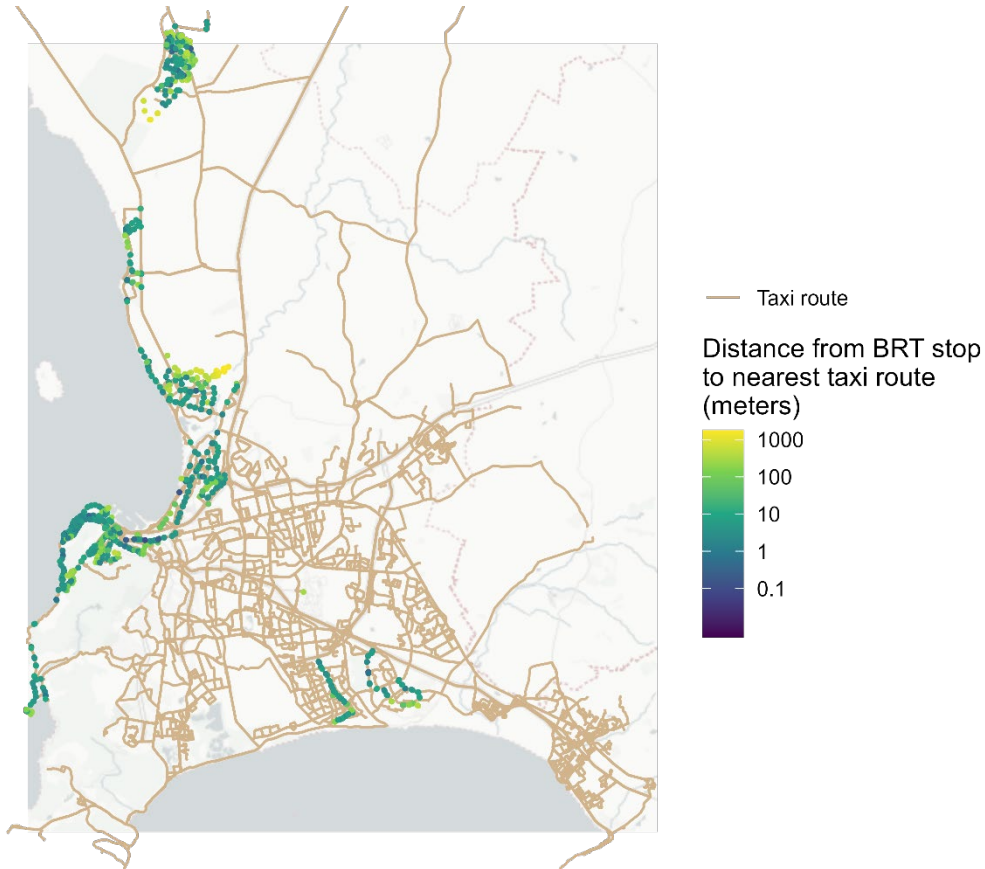 Taxi route
Distance from BRT stop
to nearest taxi route
(meters)
1000
100
10
1
0.1